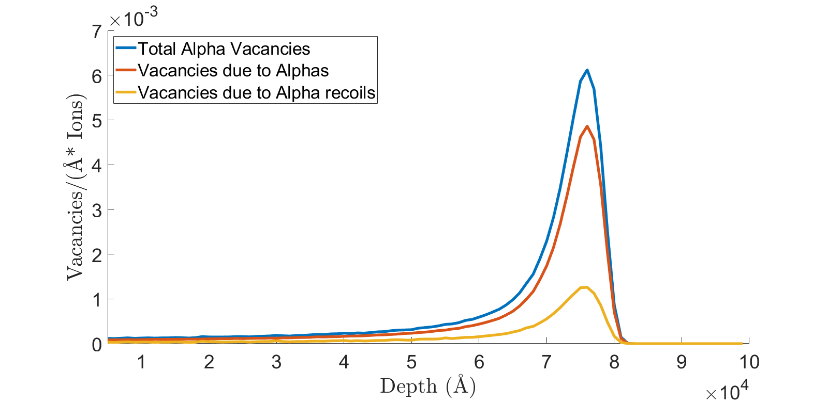 ×10⁻³
7
6
5
4
3
2
1
0
Vacancies/(Å* Ions)
Total Alpha Vacancies
Vacancies due to Alphas
Vacancies due to Alpha recoils
1 2 3 4 5 6 7 8 9 10
Depth (Å)
×10⁴